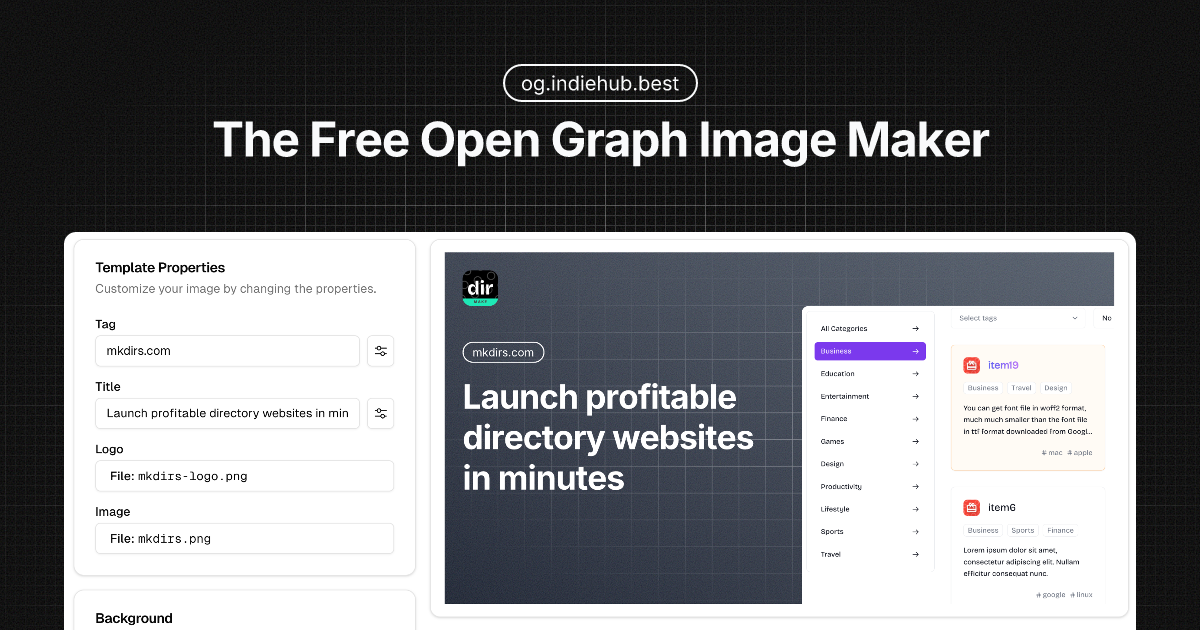 og.indiehub.best
The Free Open Graph Image Maker
Template Properties
Customize your image by changing the properties.
Tag
mkdirs.com
Title
Launch profitable directory websites in min
Logo
File: mkdirs-logo.png
Image
File: mkdirs.png
Background
dir
MAKE
mkdirs.com
Launch profitable
directory websites
in minutes
All Categories
Business
Education
Entertainment
Finance
Games
Design
Productivity
Lifestyle
Sports
Travel
Select tags
No
item19
Business Travel Design
You can get font file in woff2 format,
much much smaller than the font file
in ttf format downloaded from Googl...
# mac # apple
item6
Business Sports Finance
Lorem ipsum dolor sit amet,
consectetur adipiscing elit. Nullam
efficitur consequat nunc.
# google # linux